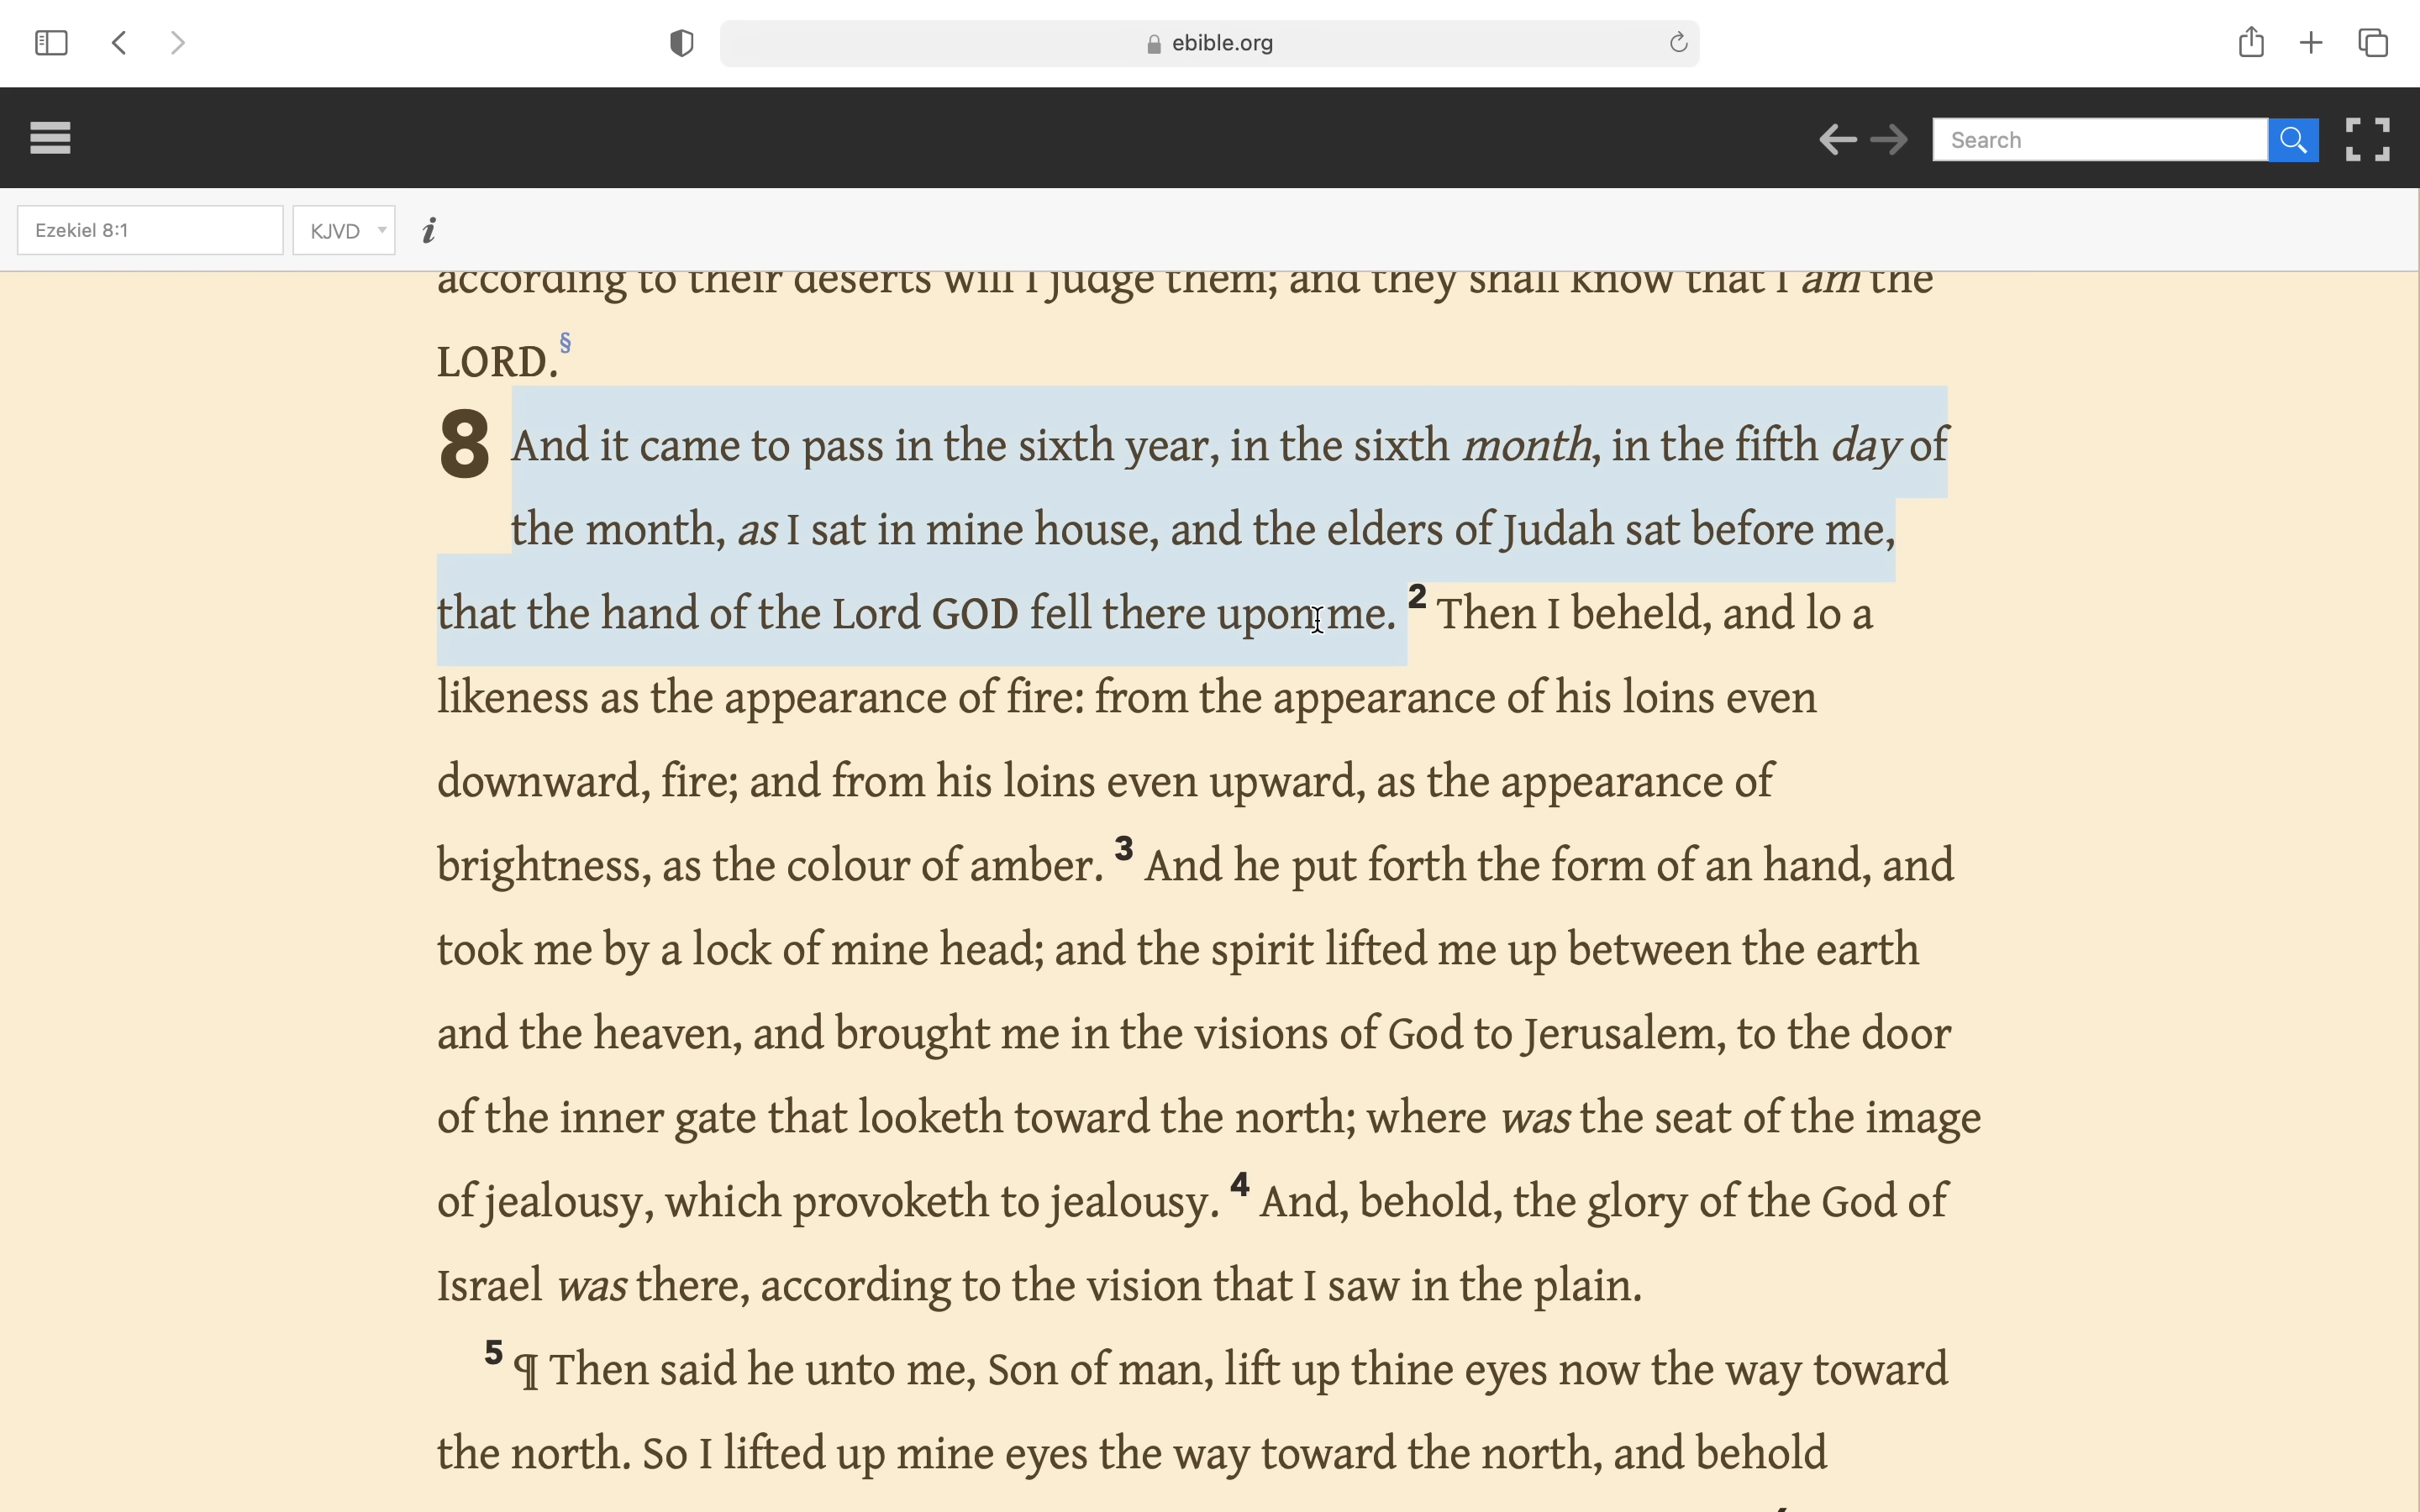 ebible.org
Search
Ezekiel 8:1
KJVD
i
according to their deserts will I judge them; and they shall know that I am the
LORD.§
8 And it came to pass in the sixth year, in the sixth month, in the fifth day of
the month, as I sat in mine house, and the elders of Judah sat before me,
that the hand of the Lord GOD fell there upon me. 2 Then I beheld, and lo a
likeness as the appearance of fire: from the appearance of his loins even
downward, fire; and from his loins even upward, as the appearance of
brightness, as the colour of amber. 3 And he put forth the form of an hand, and
took me by a lock of mine head; and the spirit lifted me up between the earth
and the heaven, and brought me in the visions of God to Jerusalem, to the door
of the inner gate that looketh toward the north; where was the seat of the image
of jealousy, which provoketh to jealousy. 4 And, behold, the glory of the God of
Israel was there, according to the vision that I saw in the plain.
5 ¶ Then said he unto me, Son of man, lift up thine eyes now the way toward
the north. So I lifted up mine eyes the way toward the north, and behold